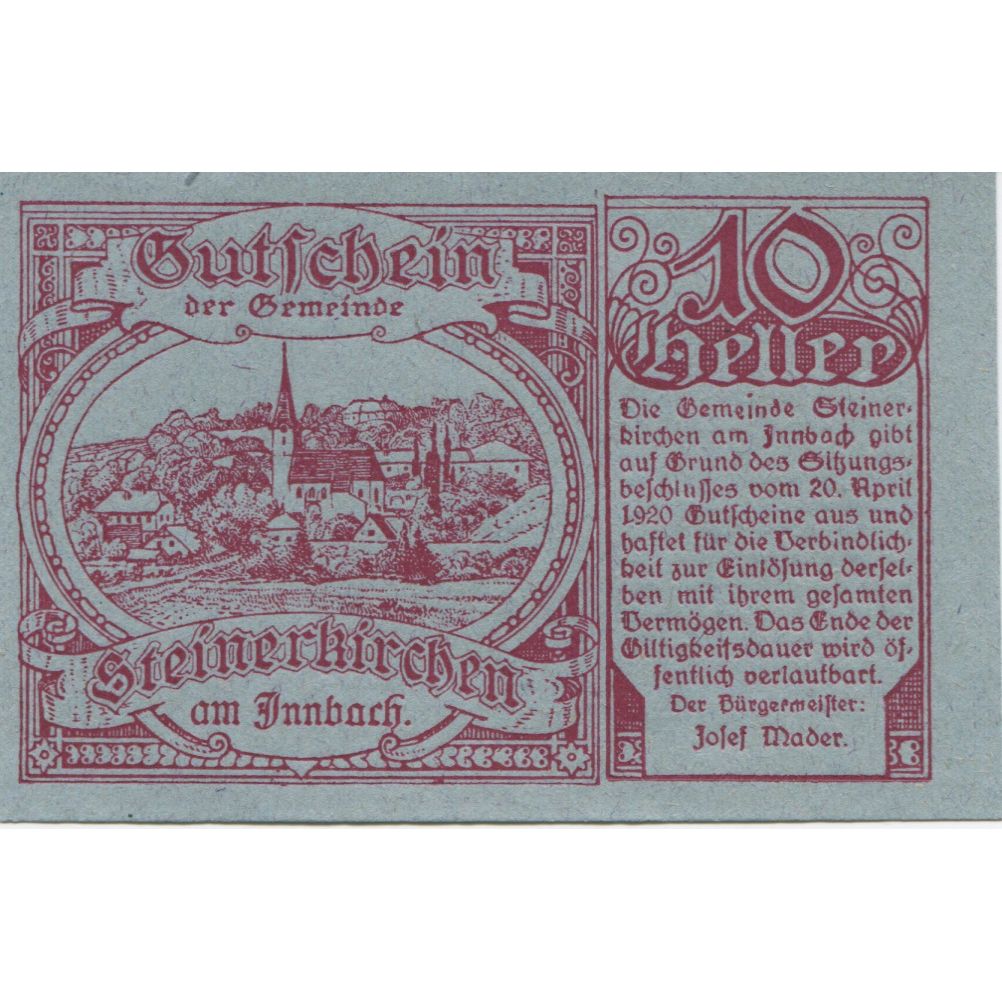 Gutschein
der Gemeinde
Steinerkirchen
am Innbach.
10
Heller
Die Gemeinde Steiner-
kirchen am Innbach gibt
auf Grund des Sitzungs-
beschlusses vom 20. April
1920 Gutscheine aus und
haftet für die Verbindlich-
keit zur Einlösung dersel-
ben mit ihrem gesamten
Vermögen. Das Ende der
Giltigkeitsdauer wird öf-
fentlich verlautbart.
Der Bürgermeister:
Josef Mader.